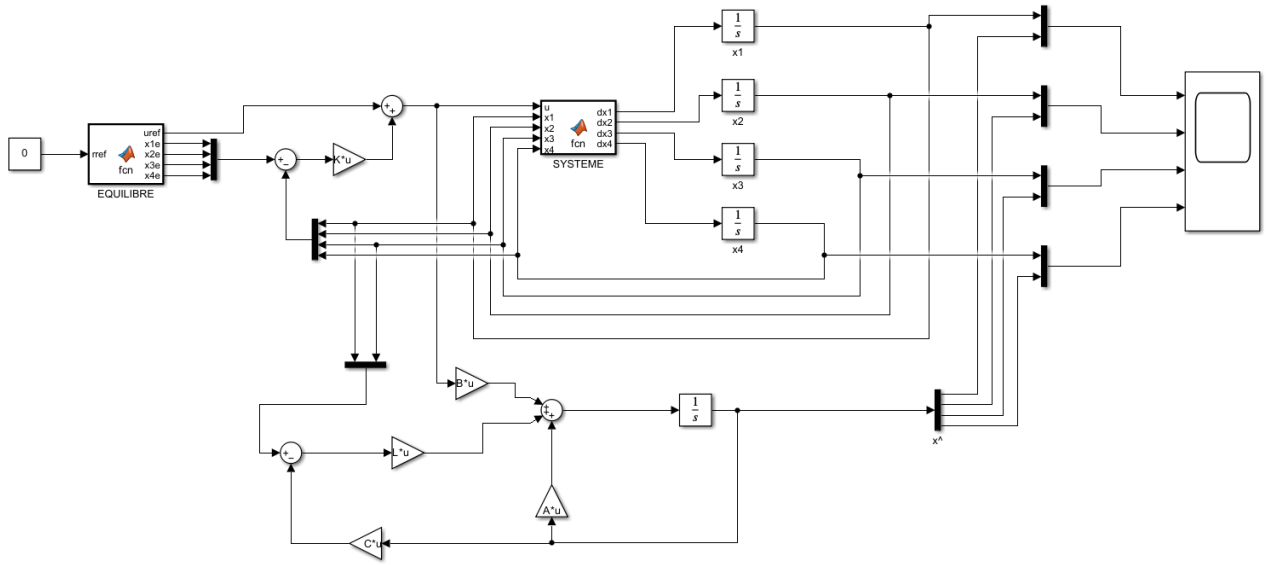 0
rref
fcn
uref
x1e
x2e
x3e
x4e
EQUILIBRE
+
−
K*u
+
+
u
x1
x2
x3
x4
fcn
dx1
dx2
dx3
dx4
SYSTEME
1
s
x1
1
s
x2
1
s
x3
1
s
x4
B*u
+
+
+
1
s
x^
+
−
L*u
A*u
C*u